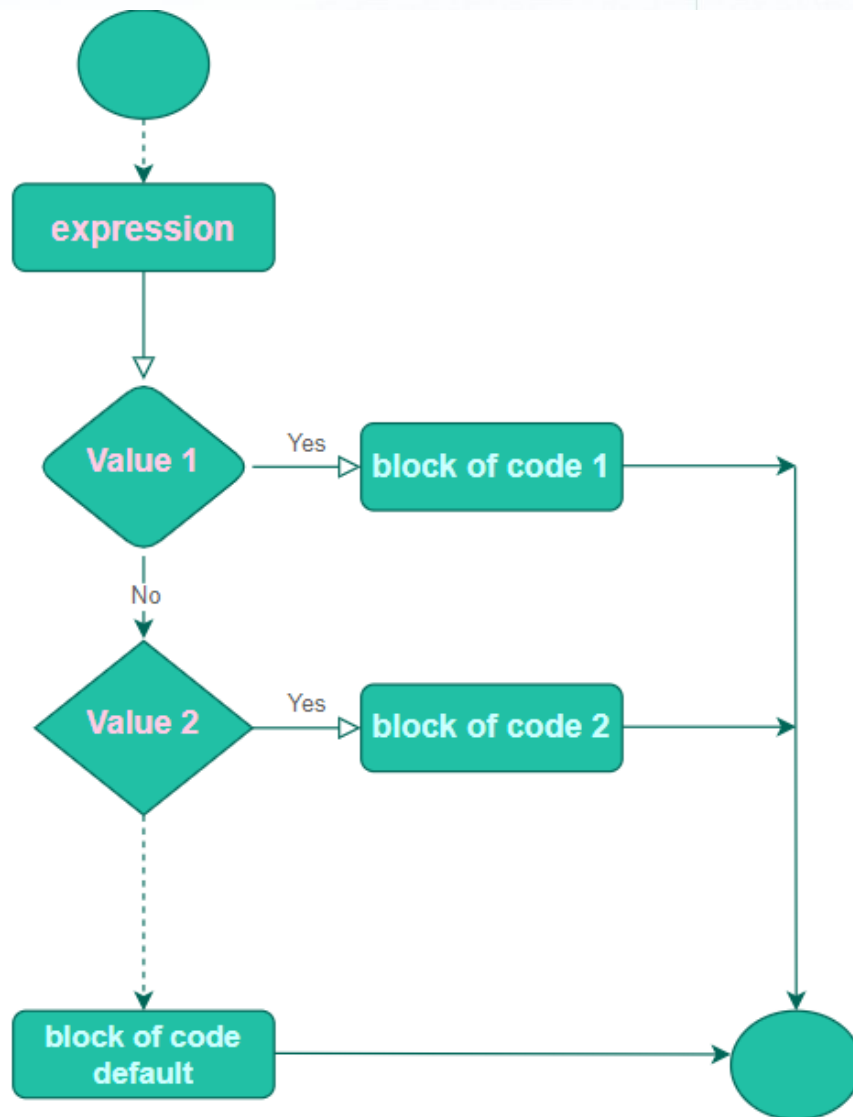 expression
Value 1
Yes
block of code 1
No
Value 2
Yes
block of code 2
block of code
default